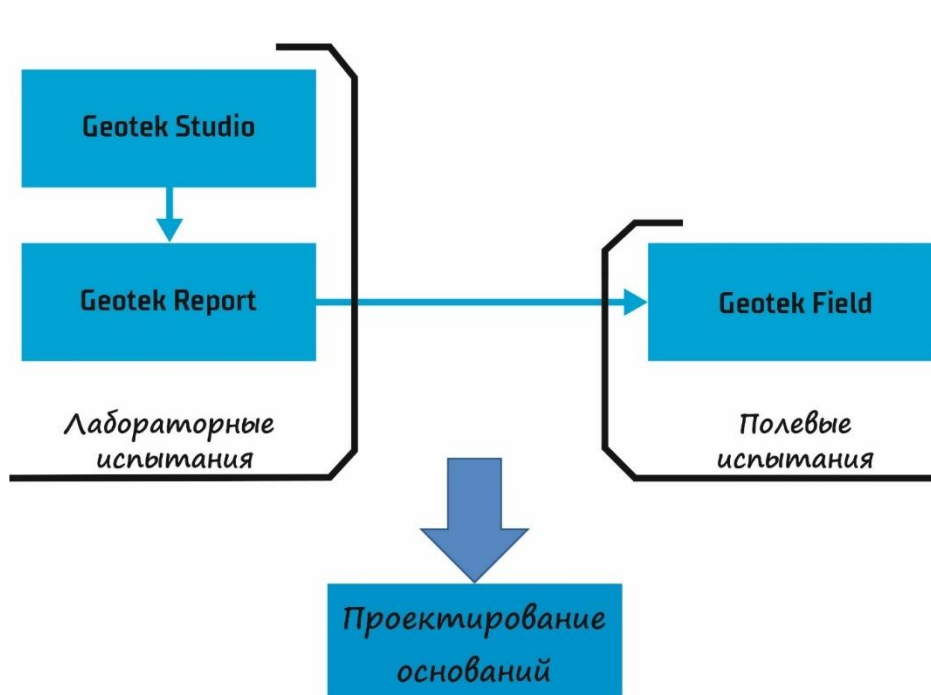 Geotek Studio
Geotek Report
Geotek Field
Лабораторные
испытания
Полевые
испытания
Проектирование
оснований